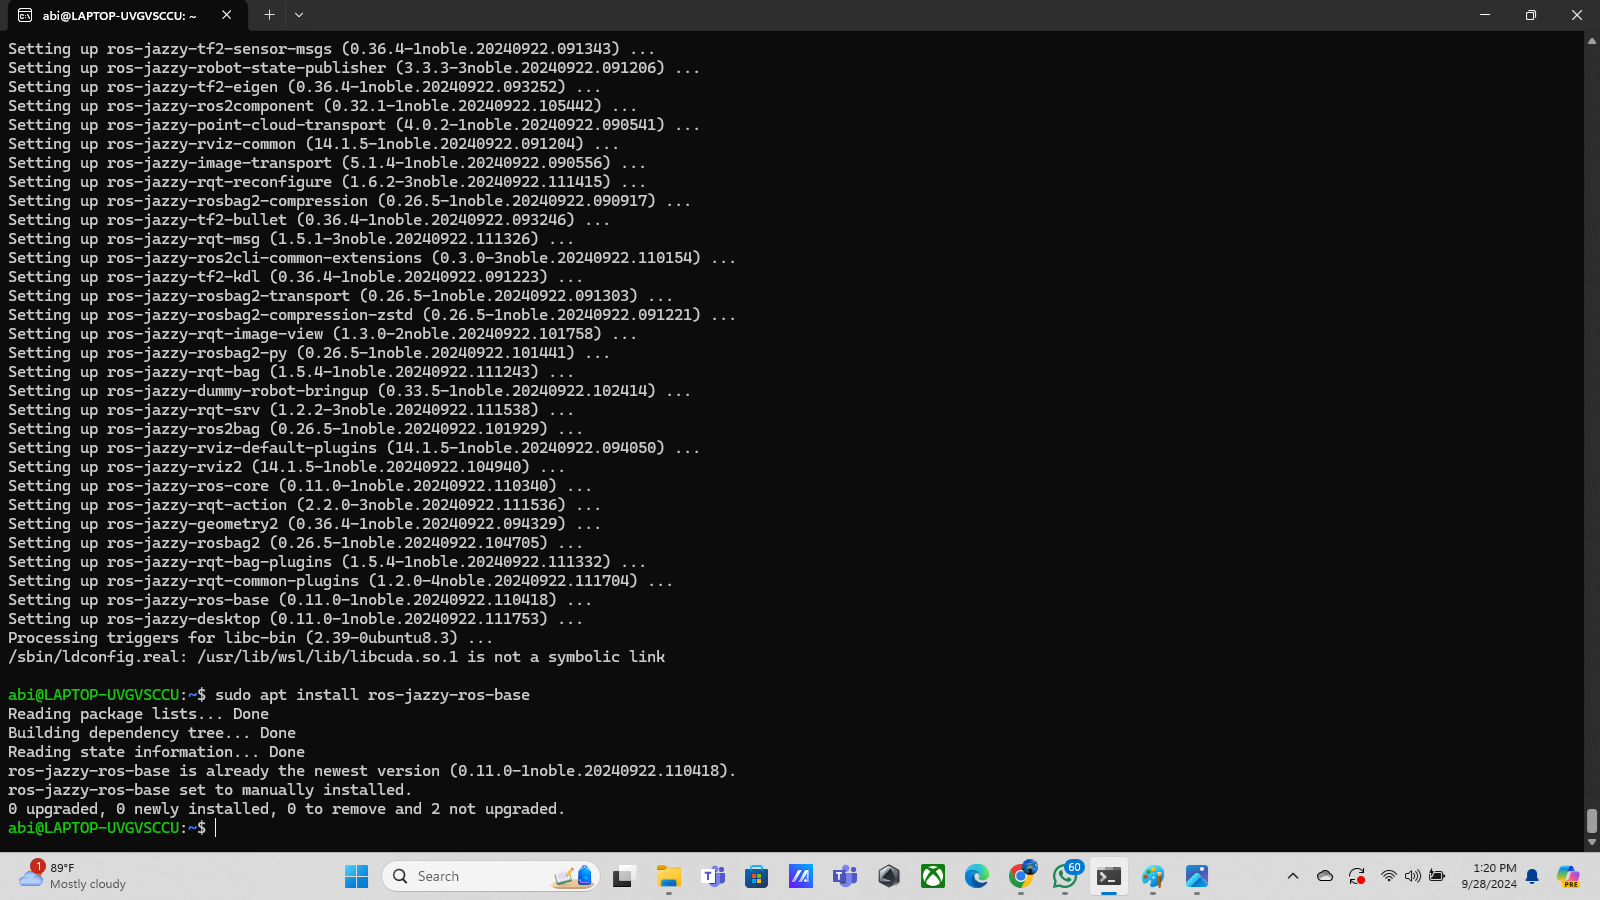 abi@LAPTOP-UVGVSCCU: ~
Setting up ros-jazzy-tf2-sensor-msgs (0.36.4-1noble.20240922.091343) ...
Setting up ros-jazzy-robot-state-publisher (3.3.3-3noble.20240922.091206) ...
Setting up ros-jazzy-tf2-eigen (0.36.4-1noble.20240922.093252) ...
Setting up ros-jazzy-ros2component (0.32.1-1noble.20240922.105442) ...
Setting up ros-jazzy-point-cloud-transport (4.0.2-1noble.20240922.090541) ...
Setting up ros-jazzy-rviz-common (14.1.5-1noble.20240922.091204) ...
Setting up ros-jazzy-image-transport (5.1.4-1noble.20240922.090556) ...
Setting up ros-jazzy-rqt-reconfigure (1.6.2-3noble.20240922.111415) ...
Setting up ros-jazzy-rosbag2-compression (0.26.5-1noble.20240922.090917) ...
Setting up ros-jazzy-tf2-bullet (0.36.4-1noble.20240922.093246) ...
Setting up ros-jazzy-rqt-msg (1.5.1-3noble.20240922.111326) ...
Setting up ros-jazzy-ros2cli-common-extensions (0.3.0-3noble.20240922.110154) ...
Setting up ros-jazzy-tf2-kdl (0.36.4-1noble.20240922.091223) ...
Setting up ros-jazzy-rosbag2-transport (0.26.5-1noble.20240922.091303) ...
Setting up ros-jazzy-rosbag2-compression-zstd (0.26.5-1noble.20240922.091221) ...
Setting up ros-jazzy-rqt-image-view (1.3.0-2noble.20240922.101758) ...
Setting up ros-jazzy-rosbag2-py (0.26.5-1noble.20240922.101441) ...
Setting up ros-jazzy-rqt-bag (1.5.4-1noble.20240922.111243) ...
Setting up ros-jazzy-dummy-robot-bringup (0.33.5-1noble.20240922.102414) ...
Setting up ros-jazzy-rqt-srv (1.2.2-3noble.20240922.111538) ...
Setting up ros-jazzy-ros2bag (0.26.5-1noble.20240922.101929) ...
Setting up ros-jazzy-rviz-default-plugins (14.1.5-1noble.20240922.094050) ...
Setting up ros-jazzy-rviz2 (14.1.5-1noble.20240922.104940) ...
Setting up ros-jazzy-ros-core (0.11.0-1noble.20240922.110340) ...
Setting up ros-jazzy-rqt-action (2.2.0-3noble.20240922.111536) ...
Setting up ros-jazzy-geometry2 (0.36.4-1noble.20240922.094329) ...
Setting up ros-jazzy-rosbag2 (0.26.5-1noble.20240922.104705) ...
Setting up ros-jazzy-rqt-bag-plugins (1.5.4-1noble.20240922.111332) ...
Setting up ros-jazzy-rqt-common-plugins (1.2.0-4noble.20240922.111704) ...
Setting up ros-jazzy-ros-base (0.11.0-1noble.20240922.110418) ...
Setting up ros-jazzy-desktop (0.11.0-1noble.20240922.111753) ...
Processing triggers for libc-bin (2.39-0ubuntu8.3) ...
/sbin/ldconfig.real: /usr/lib/wsl/lib/libcuda.so.1 is not a symbolic link
abi@LAPTOP-UVGVSCCU:~$ sudo apt install ros-jazzy-ros-base
Reading package lists... Done
Building dependency tree... Done
Reading state information... Done
ros-jazzy-ros-base is already the newest version (0.11.0-1noble.20240922.110418).
ros-jazzy-ros-base set to manually installed.
0 upgraded, 0 newly installed, 0 to remove and 2 not upgraded.
abi@LAPTOP-UVGVSCCU:~$
1
89°F
Mostly cloudy
Search
60
1:20 PM
9/28/2024
PRE